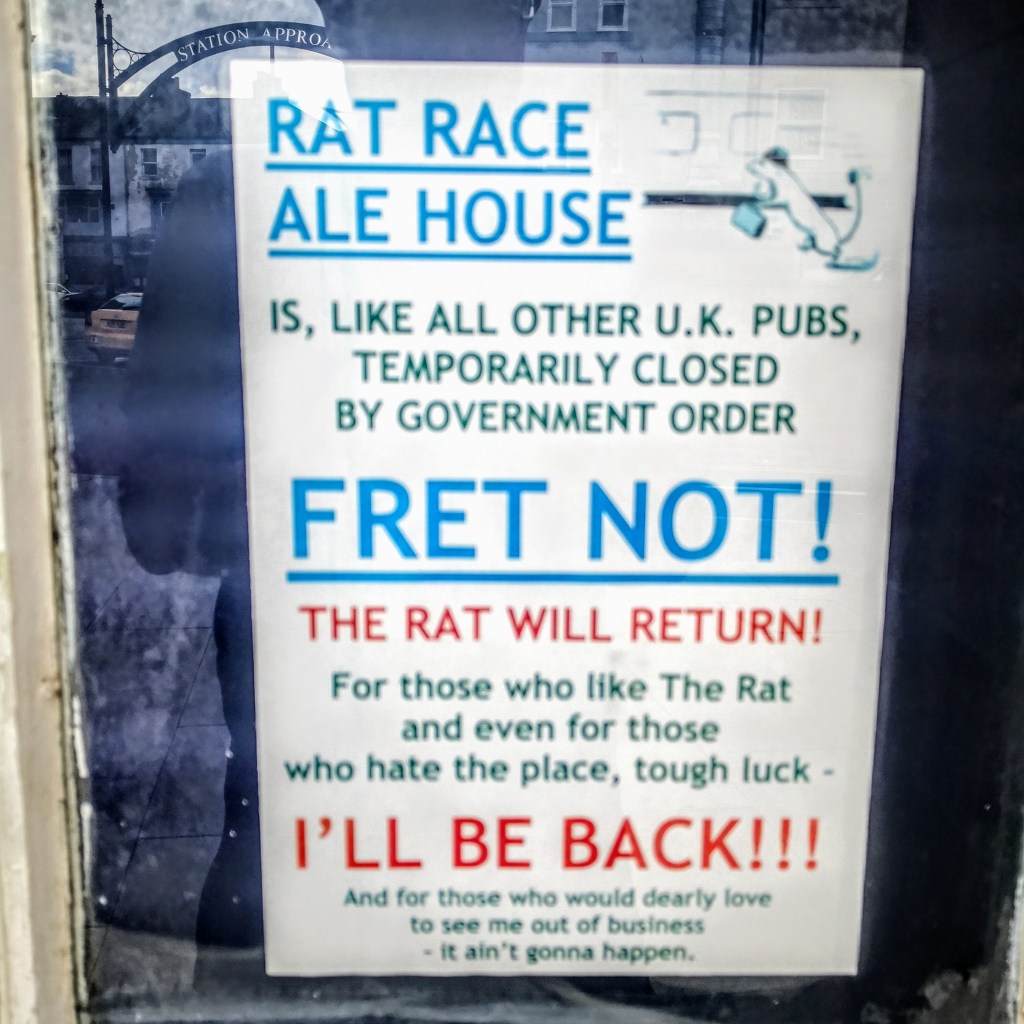 STATION APPROA
RAT RACE
ALE HOUSE
IS, LIKE ALL OTHER U.K. PUBS,
TEMPORARILY CLOSED
BY GOVERNMENT ORDER
FRET NOT!
THE RAT WILL RETURN!
For those who like The Rat
and even for those
who hate the place, tough luck -
I'LL BE BACK!!!
And for those who would dearly love
to see me out of business
- it ain't gonna happen.